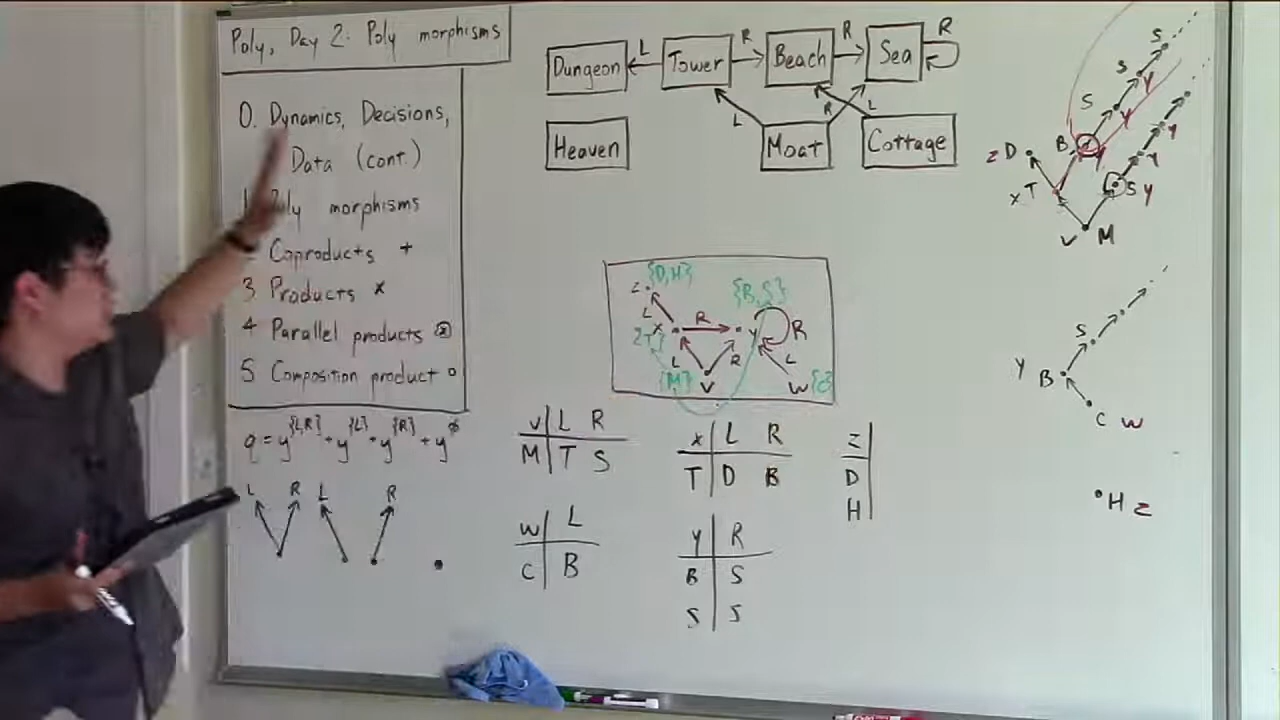 Poly, Day 2: Poly morphisms
0. Dynamics, Decisions,
Data (cont.)
1 Poly morphisms
2 Coproducts +
3 Products ×
4 Parallel products ⊗
5 Composition product ∘
q = y^{L,R} + y^{L} + y^{R} + y^∅
L R L R
Dungeon L Tower R Beach R Sea R
Heaven L Moat R L Cottage
{D,H} {B,S}
z L x R y R
{T} L R L
{M} v w {C}
v L R
M T S
w L
C B
x L R
T D B
y R
B S
S S
z
D
H
S
S y
S y
z D B y y
x T S y
v M
S
y B
C w
H z